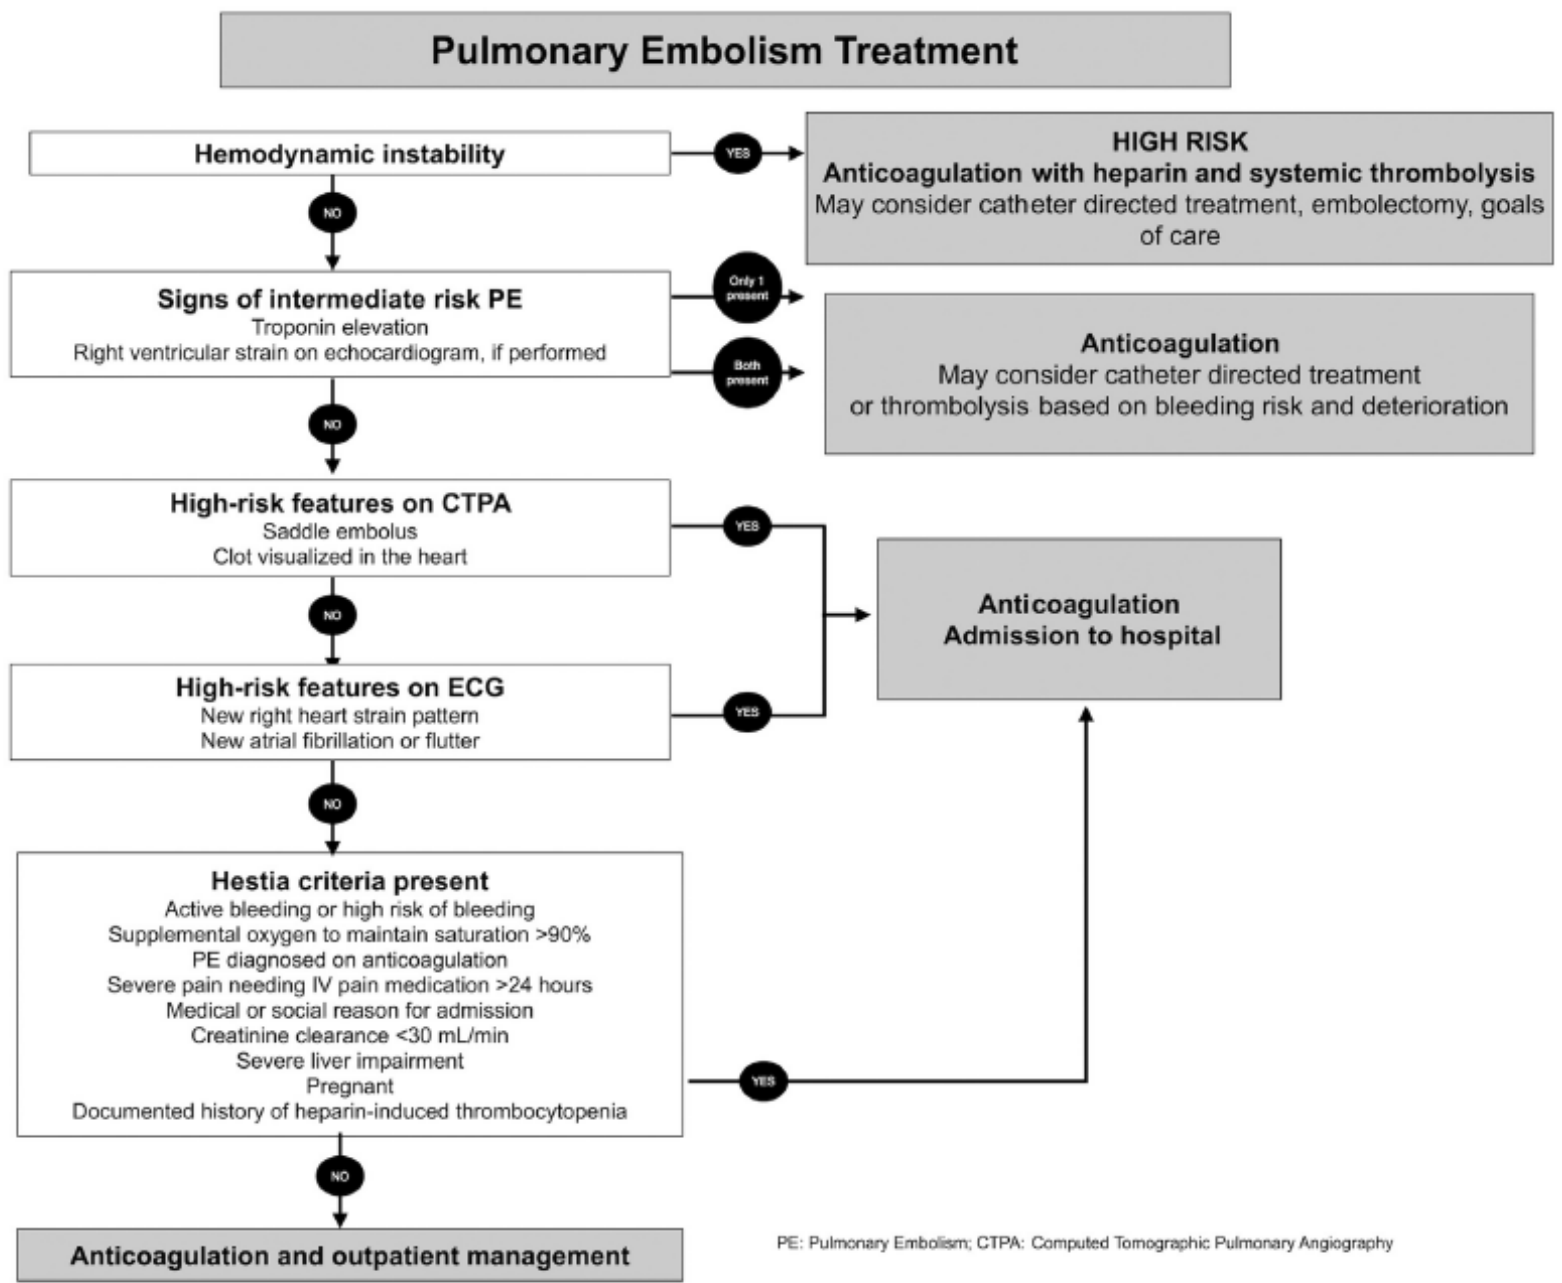 Pulmonary Embolism Treatment
Hemodynamic instability
YES
HIGH RISK
Anticoagulation with heparin and systemic thrombolysis
May consider catheter directed treatment, embolectomy, goals
of care
NO
Signs of intermediate risk PE
Troponin elevation
Right ventricular strain on echocardiogram, if performed
Only 1
present
Both
present
Anticoagulation
May consider catheter directed treatment
or thrombolysis based on bleeding risk and deterioration
NO
High-risk features on CTPA
Saddle embolus
Clot visualized in the heart
YES
NO
High-risk features on ECG
New right heart strain pattern
New atrial fibrillation or flutter
YES
Anticoagulation
Admission to hospital
NO
Hestia criteria present
Active bleeding or high risk of bleeding
Supplemental oxygen to maintain saturation >90%
PE diagnosed on anticoagulation
Severe pain needing IV pain medication >24 hours
Medical or social reason for admission
Creatinine clearance <30 mL/min
Severe liver impairment
Pregnant
Documented history of heparin-induced thrombocytopenia
YES
NO
Anticoagulation and outpatient management
PE: Pulmonary Embolism; CTPA: Computed Tomographic Pulmonary Angiography